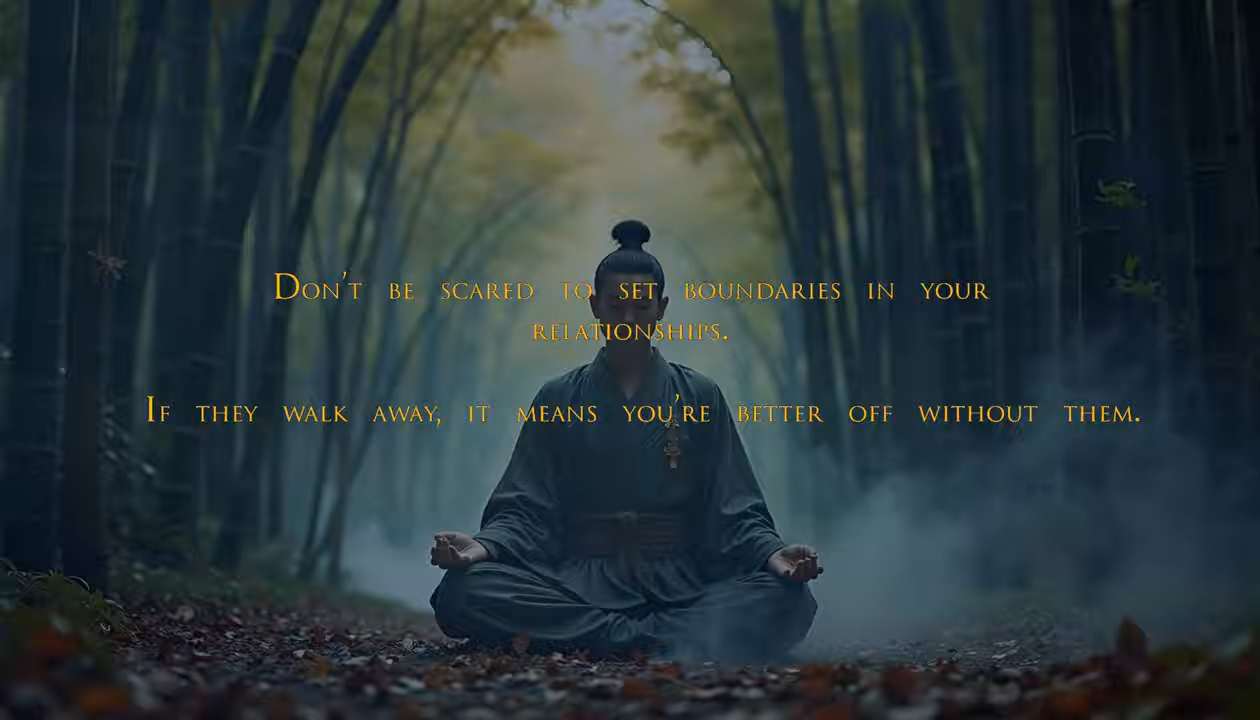 Don't be scared to set boundaries in your
relationships.
If they walk away, it means you're better off without them.